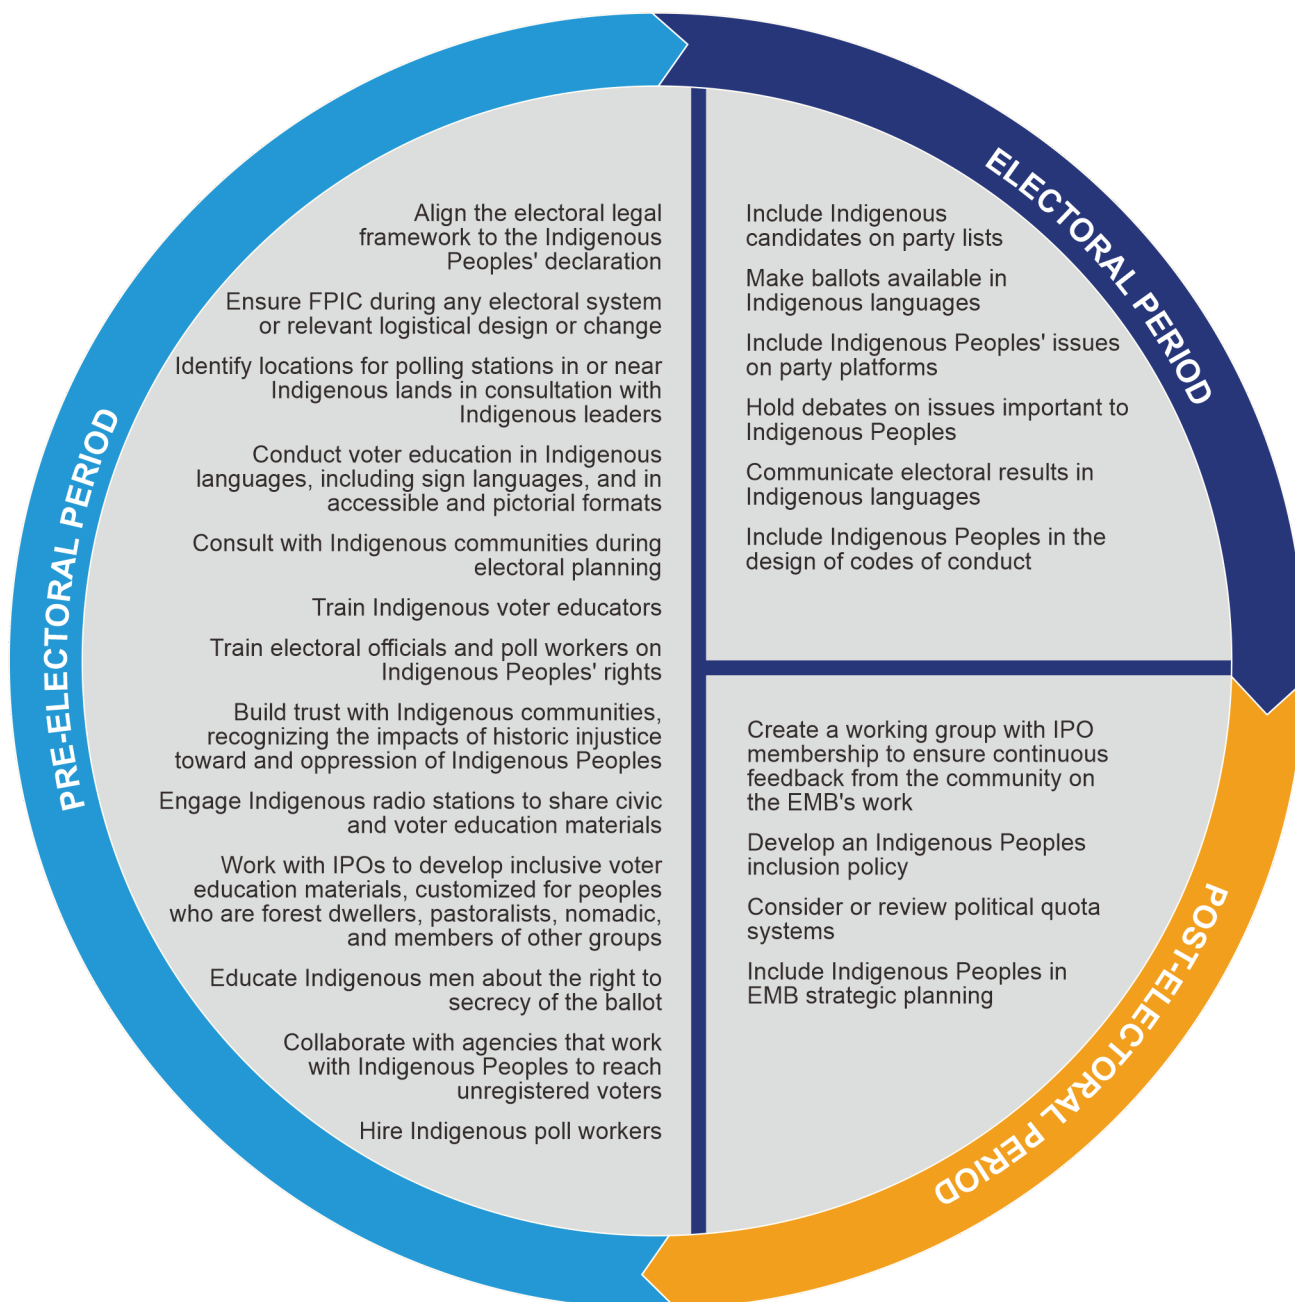 PRE-ELECTORAL PERIOD
Align the electoral legal
framework to the Indigenous
Peoples' declaration
Ensure FPIC during any electoral system
or relevant logistical design or change
Identify locations for polling stations in or near
Indigenous lands in consultation with
Indigenous leaders
Conduct voter education in Indigenous
languages, including sign languages, and in
accessible and pictorial formats
Consult with Indigenous communities during
electoral planning
Train Indigenous voter educators
Train electoral officials and poll workers on
Indigenous Peoples' rights
Build trust with Indigenous communities,
recognizing the impacts of historic injustice
toward and oppression of Indigenous Peoples
Engage Indigenous radio stations to share civic
and voter education materials
Work with IPOs to develop inclusive voter
education materials, customized for peoples
who are forest dwellers, pastoralists, nomadic,
and members of other groups
Educate Indigenous men about the right to
secrecy of the ballot
Collaborate with agencies that work
with Indigenous Peoples to reach
unregistered voters
Hire Indigenous poll workers
ELECTORAL PERIOD
Include Indigenous
candidates on party lists
Make ballots available in
Indigenous languages
Include Indigenous Peoples' issues
on party platforms
Hold debates on issues important to
Indigenous Peoples
Communicate electoral results in
Indigenous languages
Include Indigenous Peoples in the
design of codes of conduct
POST-ELECTORAL PERIOD
Create a working group with IPO
membership to ensure continuous
feedback from the community on
the EMB's work
Develop an Indigenous Peoples
inclusion policy
Consider or review political quota
systems
Include Indigenous Peoples in
EMB strategic planning